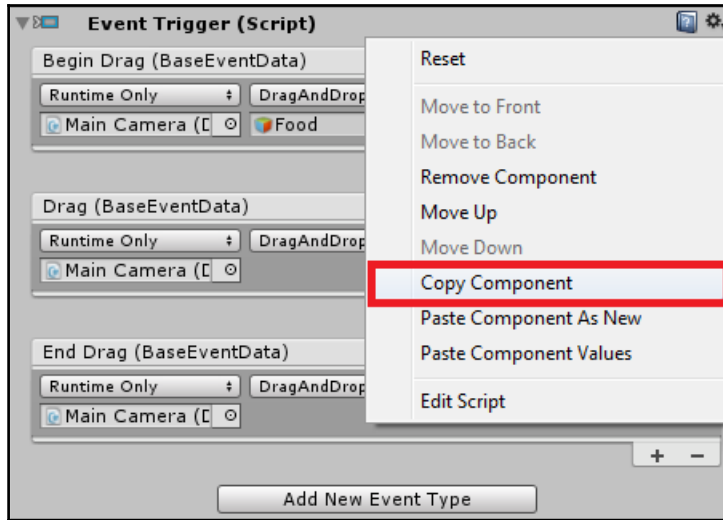 Event Trigger (Script)
Begin Drag (BaseEventData)
Reset
Runtime Only DragAndDrop
Move to Front
Main Camera (D Food
Move to Back
Remove Component
Drag (BaseEventData)
Move Up
Runtime Only DragAndDrop
Move Down
Main Camera (D
Copy Component
Paste Component As New
End Drag (BaseEventData)
Paste Component Values
Runtime Only DragAndDrop
Edit Script
Main Camera (D
+ −
Add New Event Type